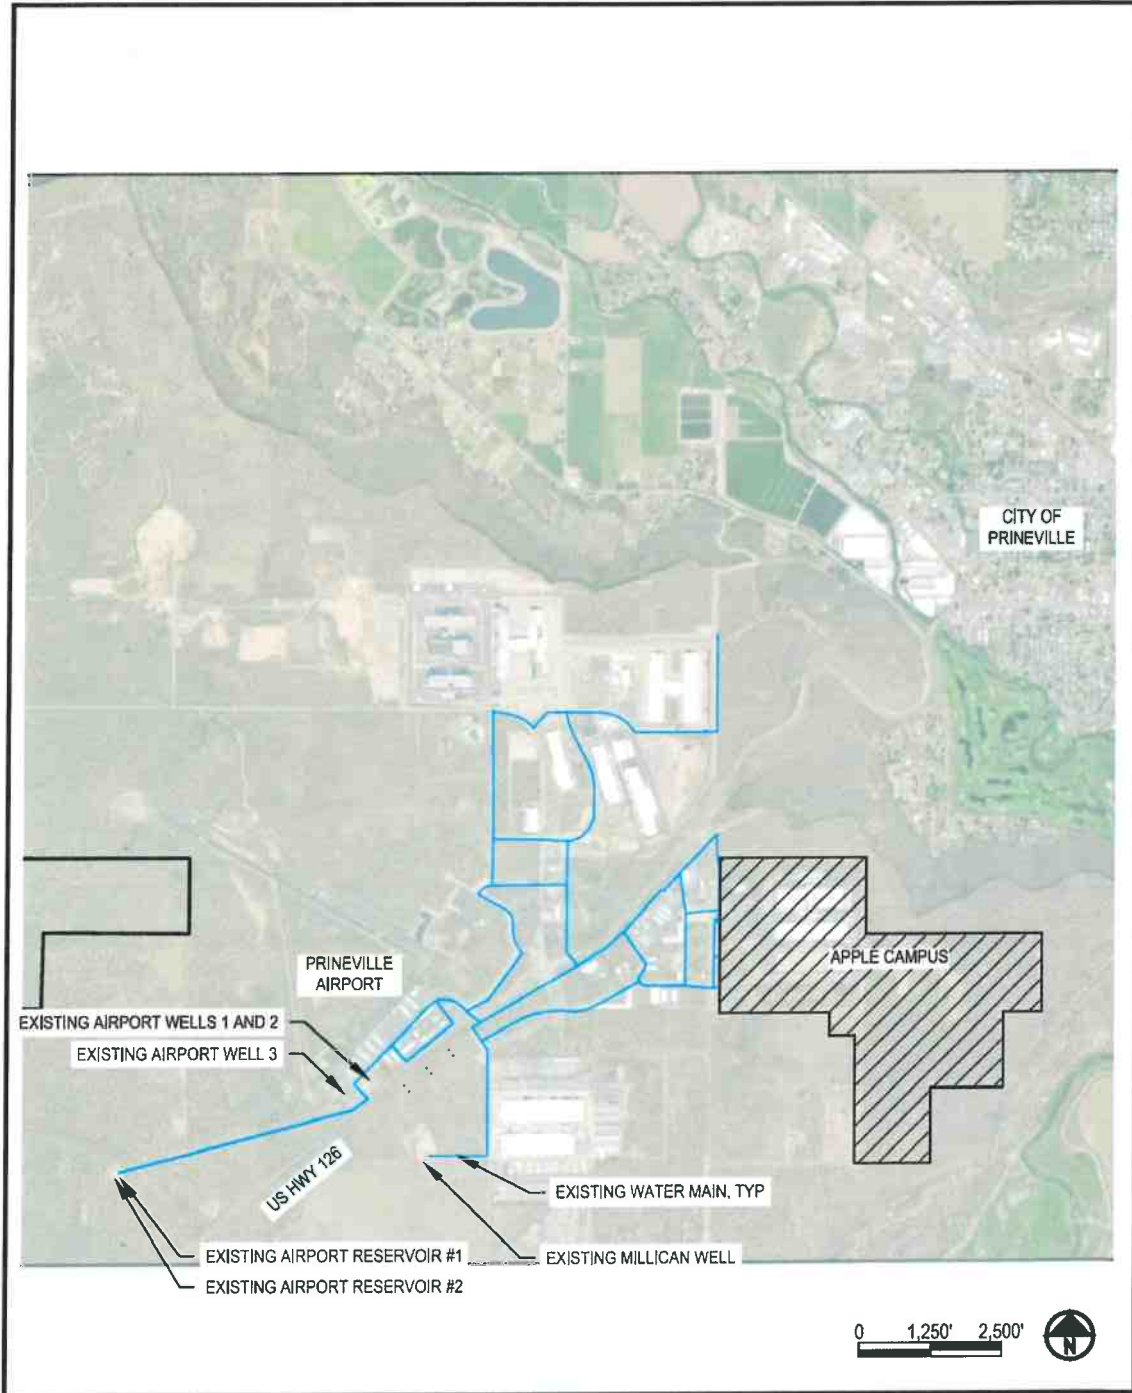 CITY OF
PRINEVILLE
APPLE CAMPUS
PRINEVILLE
AIRPORT
EXISTING AIRPORT WELLS 1 AND 2
EXISTING AIRPORT WELL 3
US HWY 126
EXISTING WATER MAIN, TYP
EXISTING AIRPORT RESERVOIR #1
EXISTING MILLICAN WELL
EXISTING AIRPORT RESERVOIR #2
0 1,250' 2,500'
N